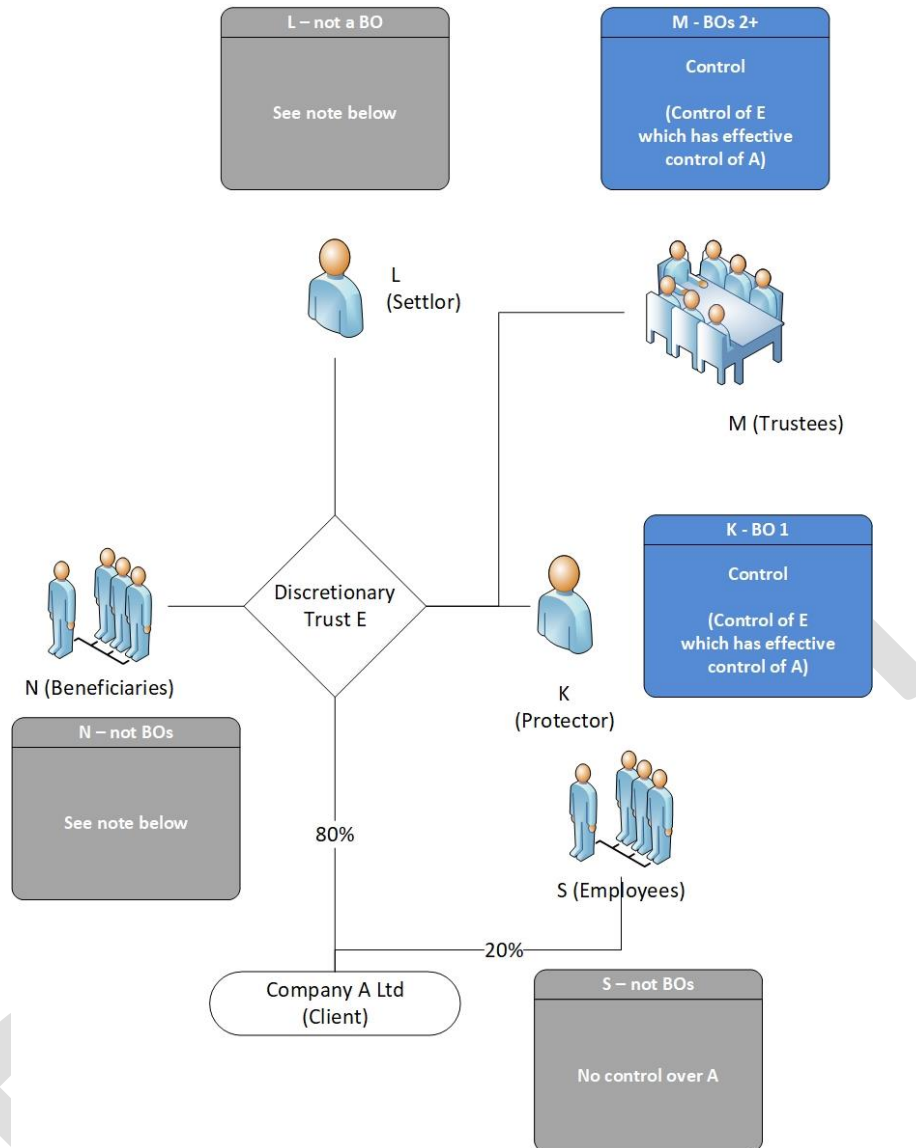 L – not a BO
See note below
M - BOs 2+
Control
(Control of E
which has effective
control of A)
L
(Settlor)
M (Trustees)
Discretionary
Trust E
N (Beneficiaries)
N – not BOs
See note below
K
(Protector)
K - BO 1
Control
(Control of E
which has effective
control of A)
80%
S (Employees)
20%
Company A Ltd
(Client)
S – not BOs
No control over A